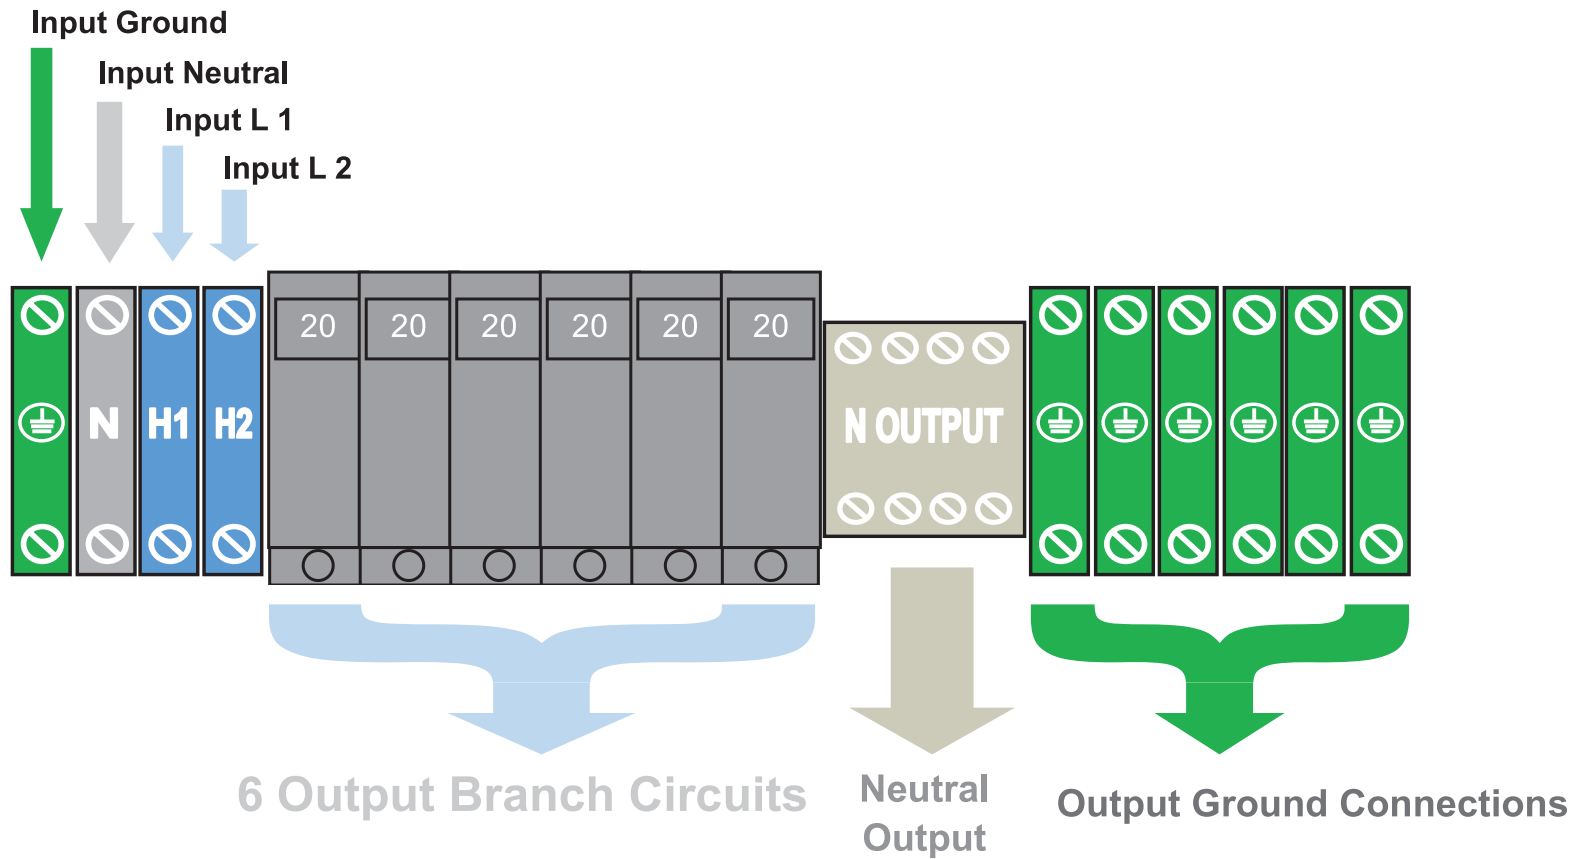 Input Ground
Input Neutral
Input L 1
Input L 2
20 20 20 20 20 20
N H1 H2 N OUTPUT
6 Output Branch Circuits
Neutral
Output
Output Ground Connections